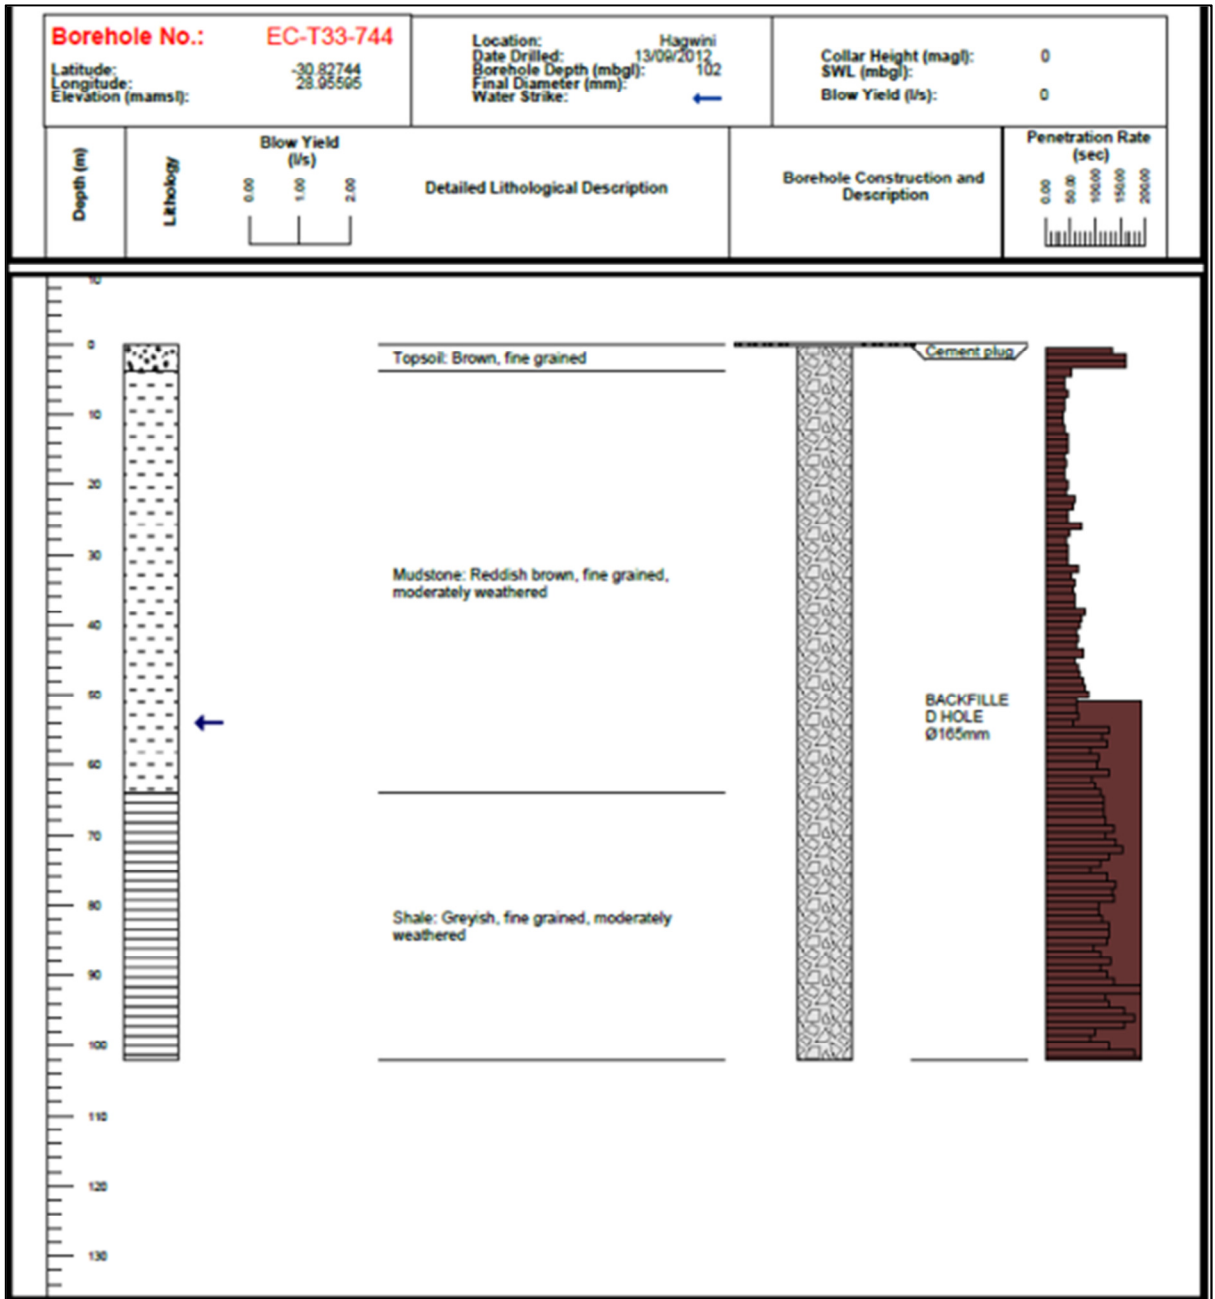 Borehole No.: EC-T33-744
Latitude: -30.82744
Longitude: 28.95595
Elevation (mamsl):
Location: Hagwini
Date Drilled: 13/09/2012
Borehole Depth (mbgl): 102
Final Diameter (mm):
Water Strike:
Collar Height (magl): 0
SWL (mbgl):
Blow Yield (l/s): 0
Depth (m)
Lithology
Blow Yield
(l/s)
0.00 1.00 2.00
Detailed Lithological Description
Borehole Construction and
Description
Penetration Rate
(sec)
0.00 50.00 100.00 150.00 200.00
10
0
Topsoil: Brown, fine grained
Cement plug
10
20
30
Mudstone: Reddish brown, fine grained,
moderately weathered
40
50
BACKFILLE
D HOLE
Ø165mm
60
70
80
Shale: Greyish, fine grained, moderately
weathered
90
100
110
120
130